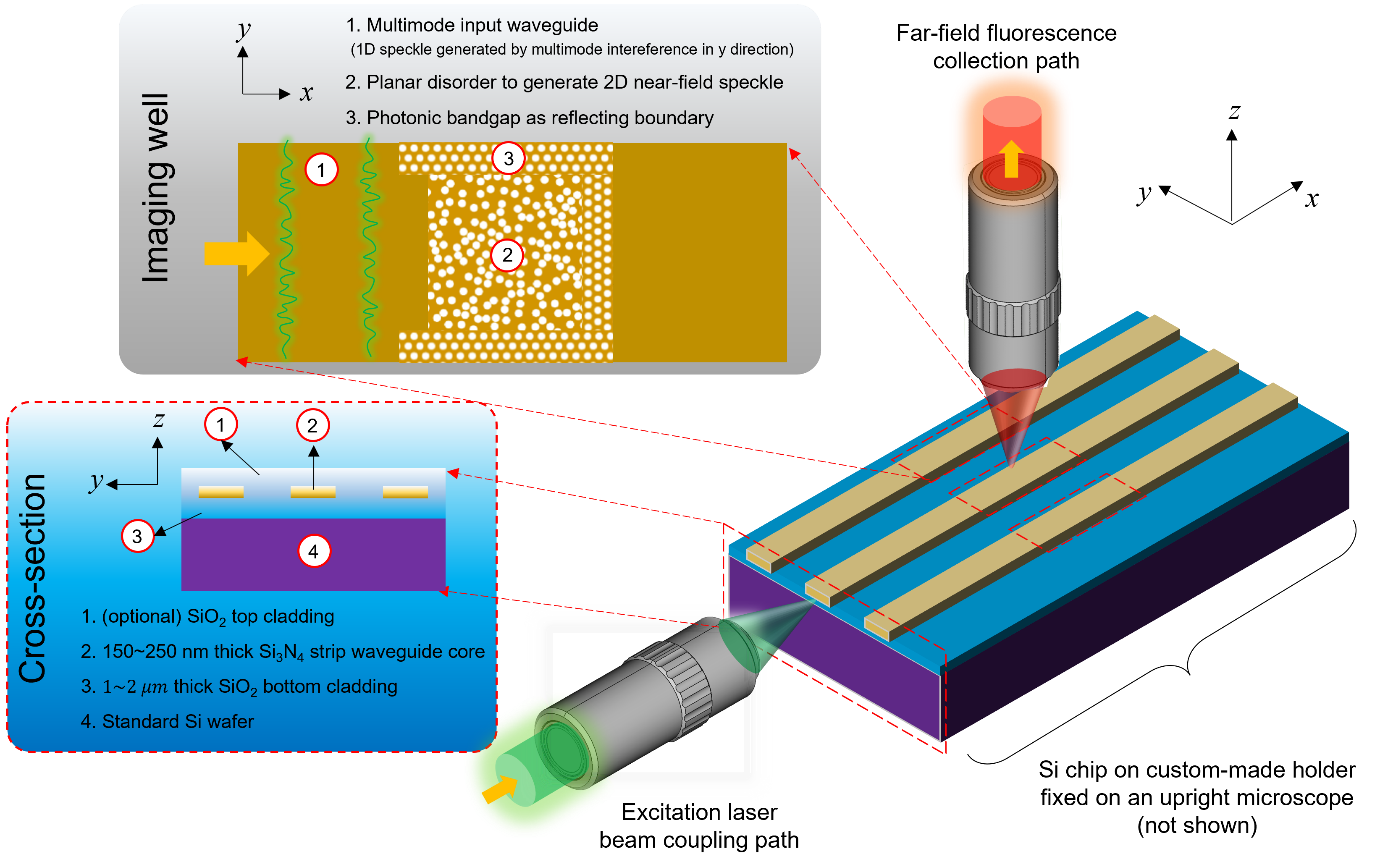 Imaging well
y
x
1. Multimode input waveguide
(1D speckle generated by multimode intereference in y direction)
2. Planar disorder to generate 2D near-field speckle
3. Photonic bandgap as reflecting boundary
1
3
2
Far-field fluorescence
collection path
z
y
x
Cross-section
z
y
1
2
3
4
1. (optional) SiO₂ top cladding
2. 150~250 nm thick Si₃N₄ strip waveguide core
3. 1~2 μm thick SiO₂ bottom cladding
4. Standard Si wafer
Excitation laser
beam coupling path
Si chip on custom-made holder
fixed on an upright microscope
(not shown)